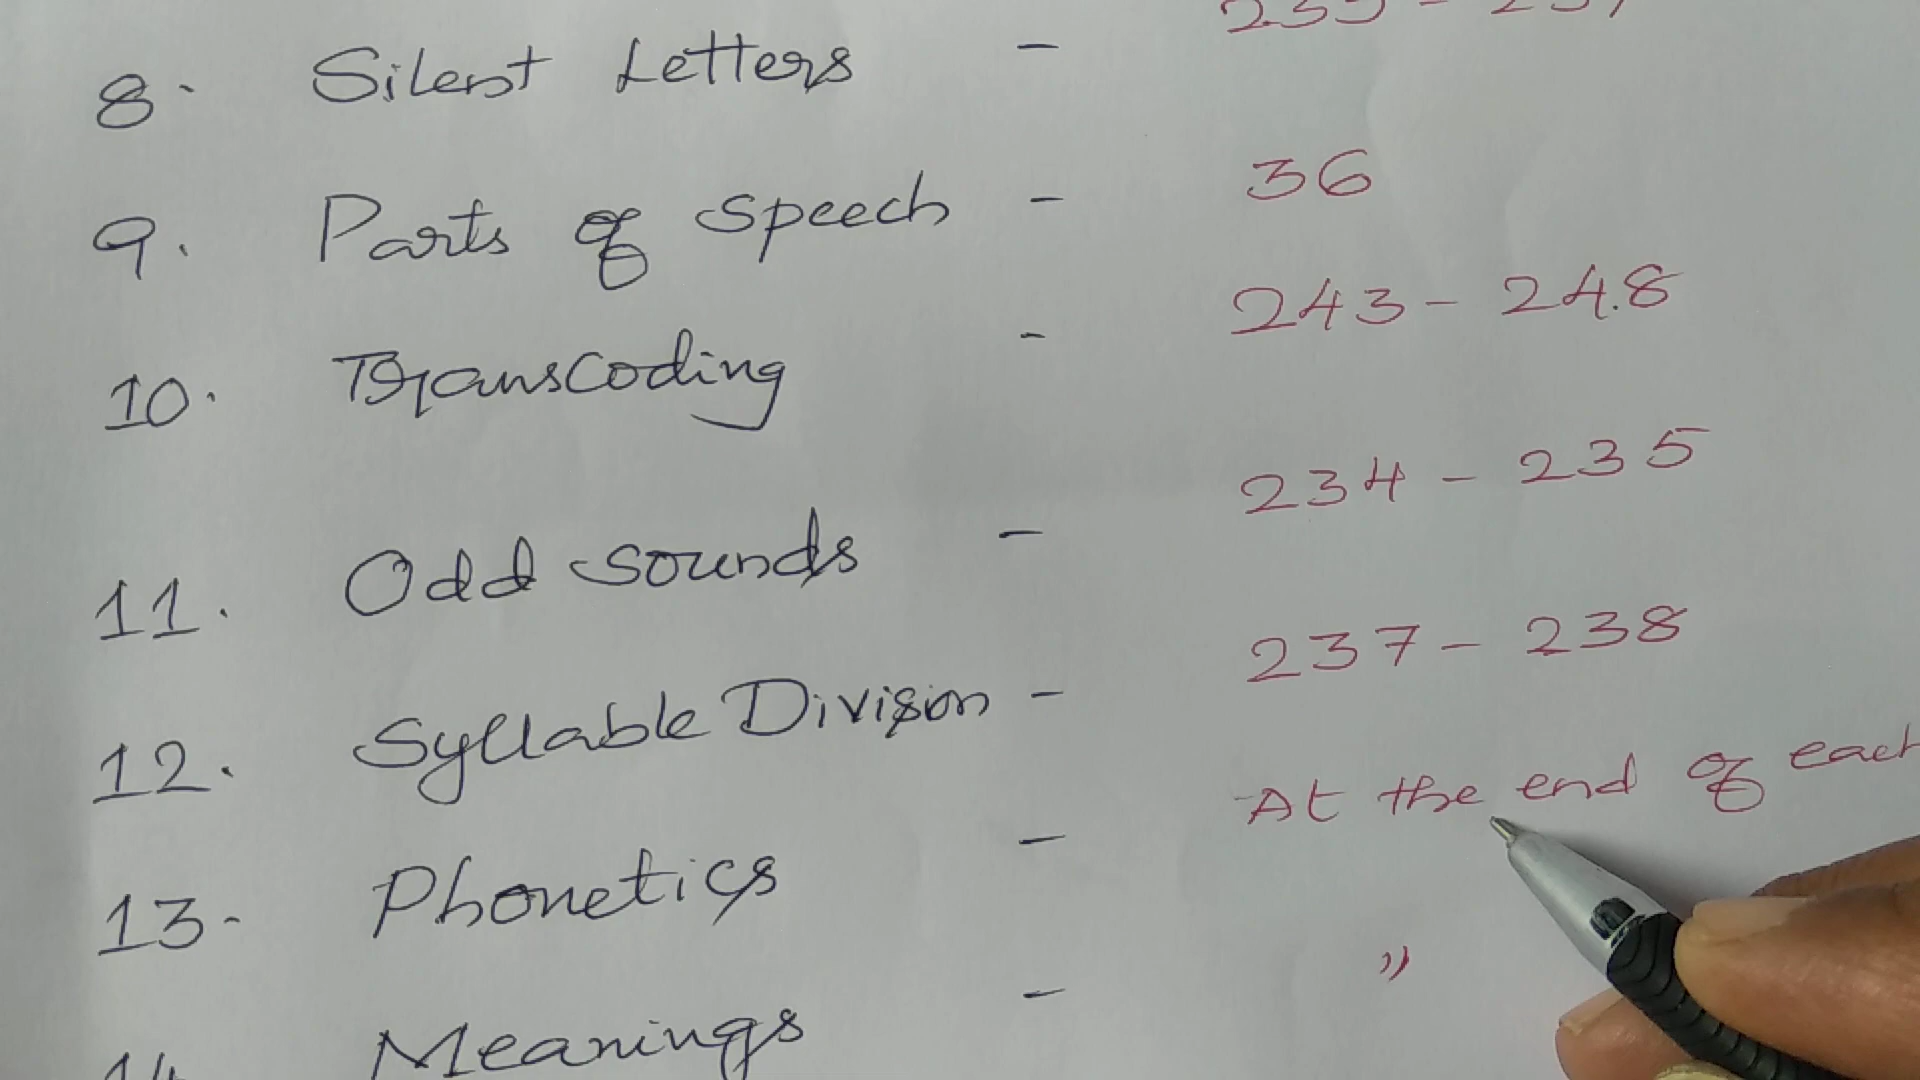 8. Silent Letters -
9. Parts of Speech - 36
10. Transcoding - 243 - 248
11. Odd sounds - 234 - 235
12. Syllable Division - 237 - 238
13. Phonetics - At the end of each
14. Meanings - "